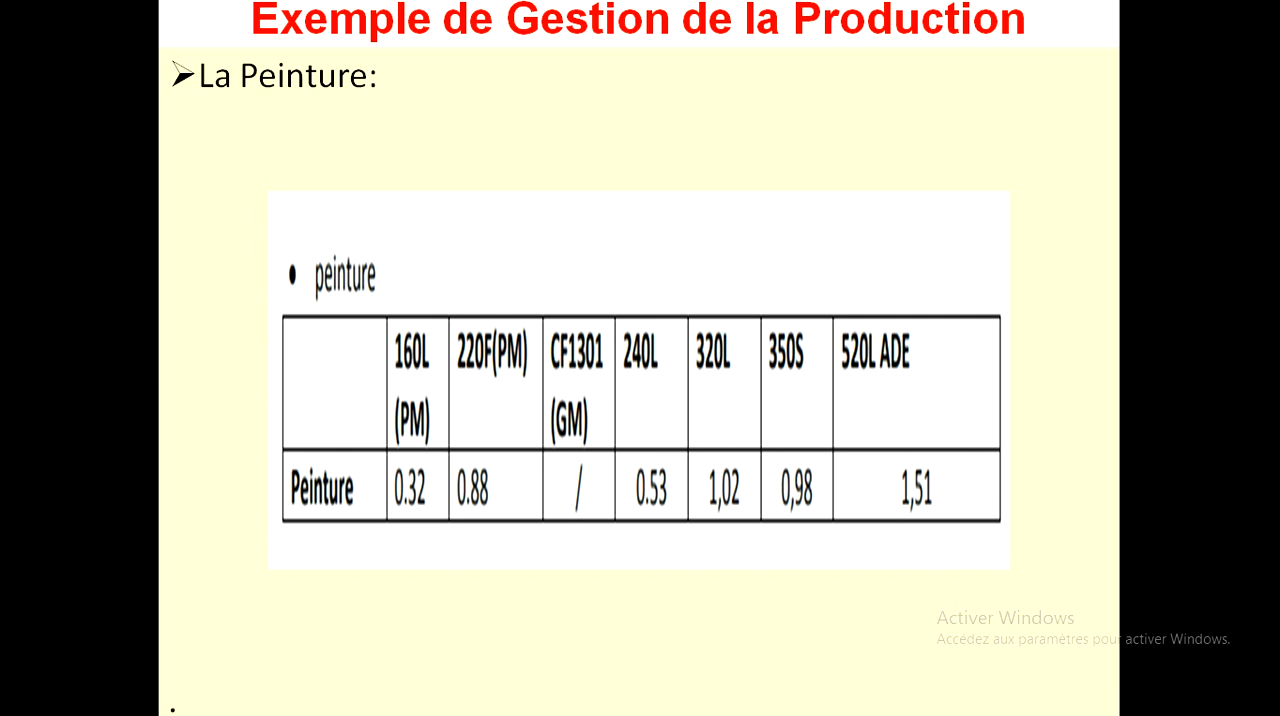 Exemple de Gestion de la Production
➢La Peinture:
• peinture
160L (PM) 220F(PM) CF1301 (GM) 240L 320L 350S 520L ADE
Peinture 0.32 0.88 / 0.53 1,02 0,98 1,51
Activer Windows
Accédez aux paramètres pour activer Windows.
.